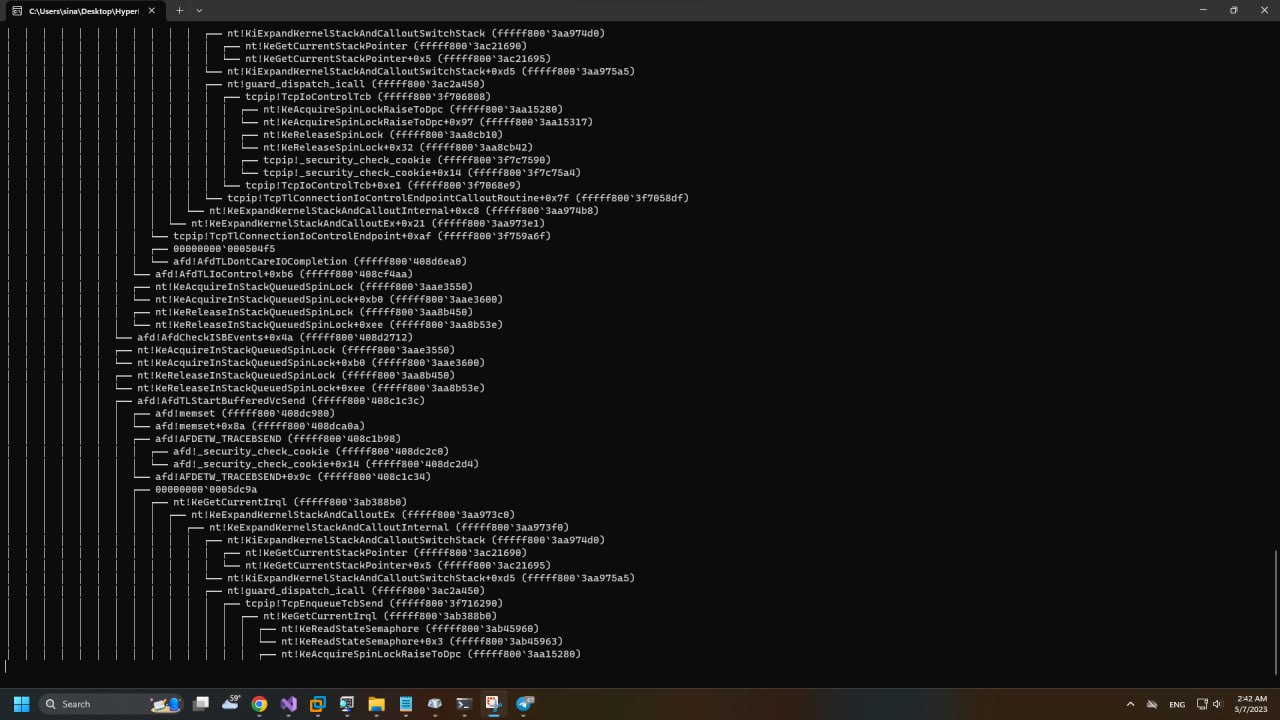 C:\Users\sina\Desktop\HyperI
nt!KiExpandKernelStackAndCalloutSwitchStack (fffff800`3aa974d0)
nt!KeGetCurrentStackPointer (fffff800`3ac21690)
nt!KeGetCurrentStackPointer+0x5 (fffff800`3ac21695)
nt!KiExpandKernelStackAndCalloutSwitchStack+0xd5 (fffff800`3aa975a5)
nt!guard_dispatch_icall (fffff800`3ac2a450)
tcpip!TcpIoControlTcb (fffff800`3f706808)
nt!KeAcquireSpinLockRaiseToDpc (fffff800`3aa15280)
nt!KeAcquireSpinLockRaiseToDpc+0x97 (fffff800`3aa15317)
nt!KeReleaseSpinLock (fffff800`3aa8cb10)
nt!KeReleaseSpinLock+0x32 (fffff800`3aa8cb42)
tcpip!_security_check_cookie (fffff800`3f7c7590)
tcpip!_security_check_cookie+0x14 (fffff800`3f7c75a4)
tcpip!TcpIoControlTcb+0xe1 (fffff800`3f7068e9)
tcpip!TcpTlConnectionIoControlEndpointCalloutRoutine+0x7f (fffff800`3f7058df)
nt!KeExpandKernelStackAndCalloutInternal+0xc8 (fffff800`3aa974b8)
nt!KeExpandKernelStackAndCalloutEx+0x21 (fffff800`3aa973e1)
tcpip!TcpTlConnectionIoControlEndpoint+0xaf (fffff800`3f759a6f)
00000000`000504f5
afd!AfdTLDontCareIOCompletion (fffff800`408d6ea0)
afd!AfdTLIoControl+0xb6 (fffff800`408cf4aa)
nt!KeAcquireInStackQueuedSpinLock (fffff800`3aae3550)
nt!KeAcquireInStackQueuedSpinLock+0xb0 (fffff800`3aae3600)
nt!KeReleaseInStackQueuedSpinLock (fffff800`3aa8b450)
nt!KeReleaseInStackQueuedSpinLock+0xee (fffff800`3aa8b53e)
afd!AfdCheckISBEvents+0x4a (fffff800`408d2712)
nt!KeAcquireInStackQueuedSpinLock (fffff800`3aae3550)
nt!KeAcquireInStackQueuedSpinLock+0xb0 (fffff800`3aae3600)
nt!KeReleaseInStackQueuedSpinLock (fffff800`3aa8b450)
nt!KeReleaseInStackQueuedSpinLock+0xee (fffff800`3aa8b53e)
afd!AfdTLStartBufferedVcSend (fffff800`408c1c3c)
afd!memset (fffff800`408dc980)
afd!memset+0x8a (fffff800`408dca0a)
afd!AFDETW_TRACEBSEND (fffff800`408c1b98)
afd!_security_check_cookie (fffff800`408dc2c0)
afd!_security_check_cookie+0x14 (fffff800`408dc2d4)
afd!AFDETW_TRACEBSEND+0x9c (fffff800`408c1c34)
00000000`0005dc9a
nt!KeGetCurrentIrql (fffff800`3ab388b0)
nt!KeExpandKernelStackAndCalloutEx (fffff800`3aa973c0)
nt!KeExpandKernelStackAndCalloutInternal (fffff800`3aa973f0)
nt!KiExpandKernelStackAndCalloutSwitchStack (fffff800`3aa974d0)
nt!KeGetCurrentStackPointer (fffff800`3ac21690)
nt!KeGetCurrentStackPointer+0x5 (fffff800`3ac21695)
nt!KiExpandKernelStackAndCalloutSwitchStack+0xd5 (fffff800`3aa975a5)
nt!guard_dispatch_icall (fffff800`3ac2a450)
tcpip!TcpEnqueueTcbSend (fffff800`3f716290)
nt!KeGetCurrentIrql (fffff800`3ab388b0)
nt!KeReadStateSemaphore (fffff800`3ab45960)
nt!KeReadStateSemaphore+0x3 (fffff800`3ab45963)
nt!KeAcquireSpinLockRaiseToDpc (fffff800`3aa15280)
Search
59°
ENG
2:42 AM
5/7/2023